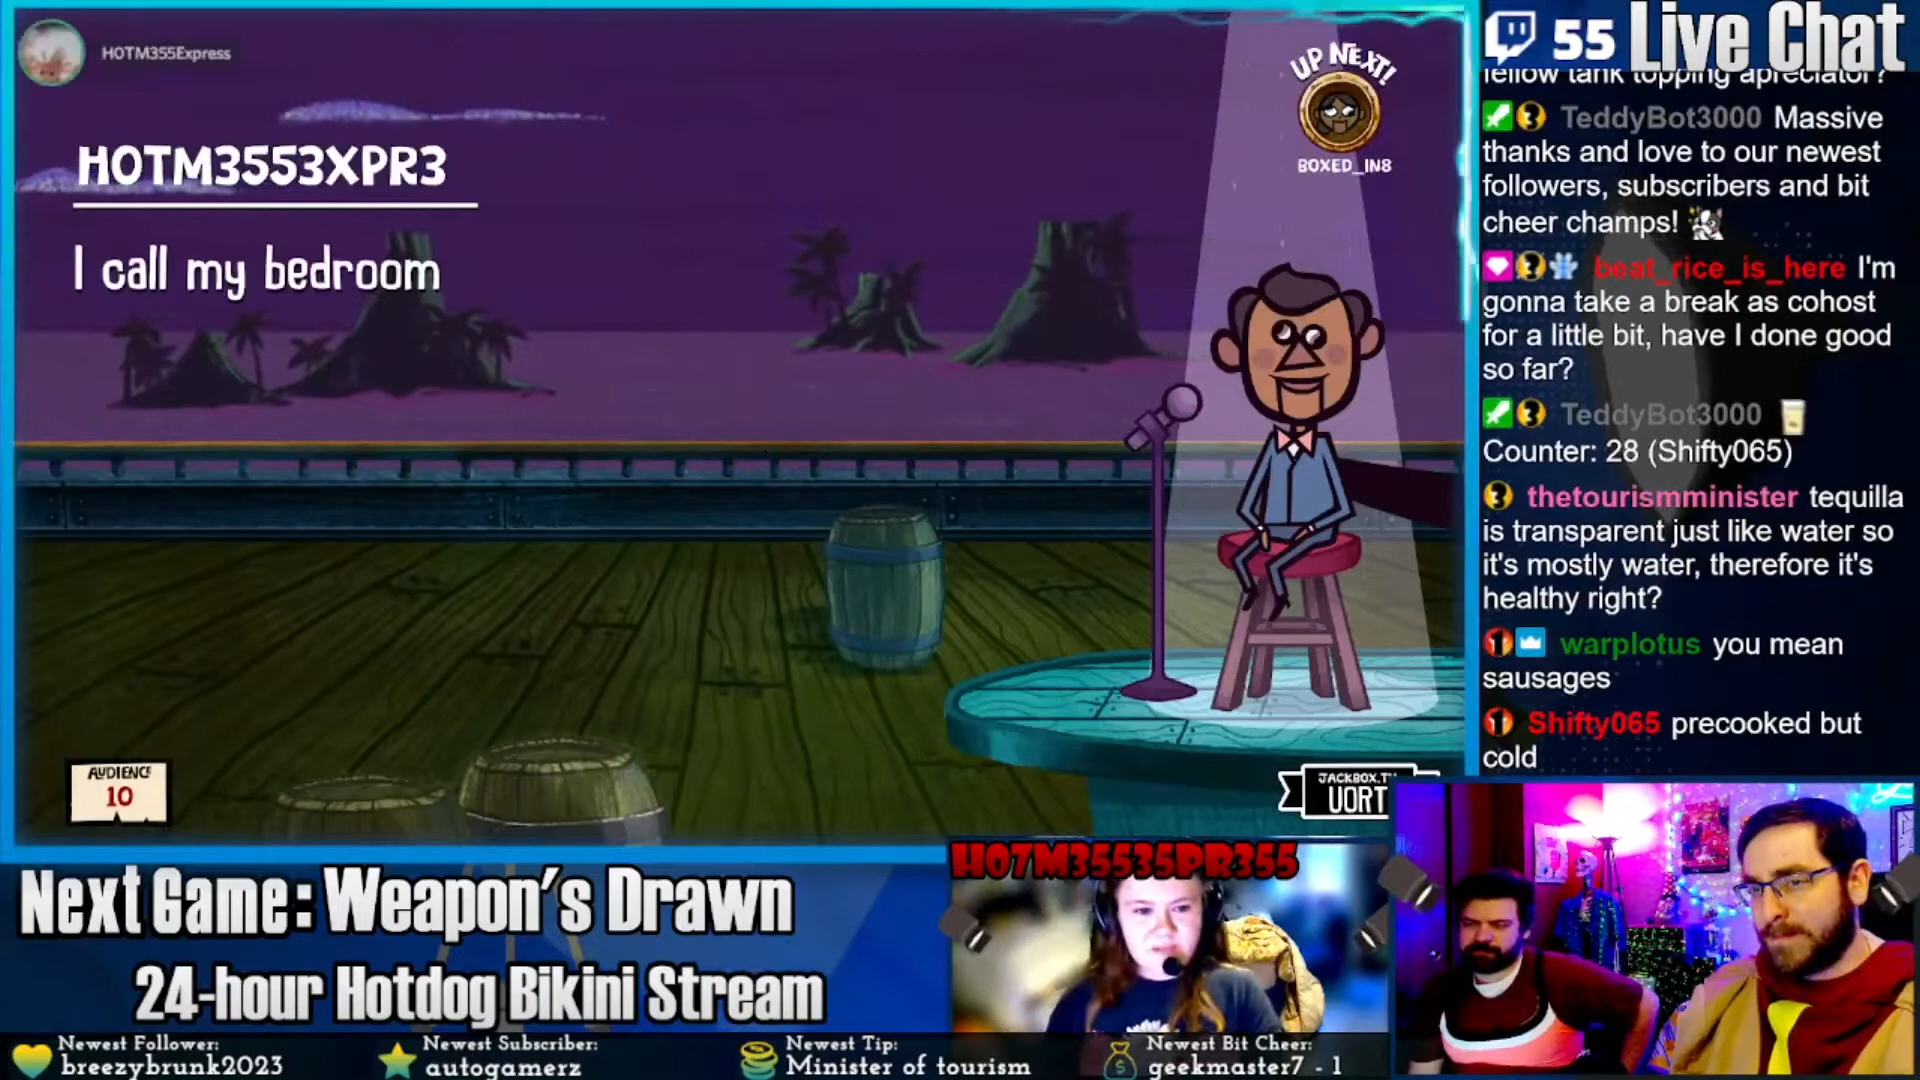 HOTM355Express
HOTM3553XPR3
I call my bedroom
UP NEXT!
BOXED_IN8
AUDIENCE
10
JACKBOX.TV
UORT
55 Live Chat
fellow tank topping apreciator?
TeddyBot3000 Massive
thanks and love to our newest
followers, subscribers and bit
cheer champs!
beat_rice_is_here I'm
gonna take a break as cohost
for a little bit, have I done good
so far?
TeddyBot3000
Counter: 28 (Shifty065)
thetourismminister tequilla
is transparent just like water so
it's mostly water, therefore it's
healthy right?
warplotus you mean
sausages
Shifty065 precooked but
cold
H07M35535PR355
Next Game: Weapon's Drawn
24-hour Hotdog Bikini Stream
Newest Follower:
breezybrunk2023
Newest Subscriber:
autogamerz
Newest Tip:
Minister of tourism
Newest Bit Cheer:
geekmaster7 - 1